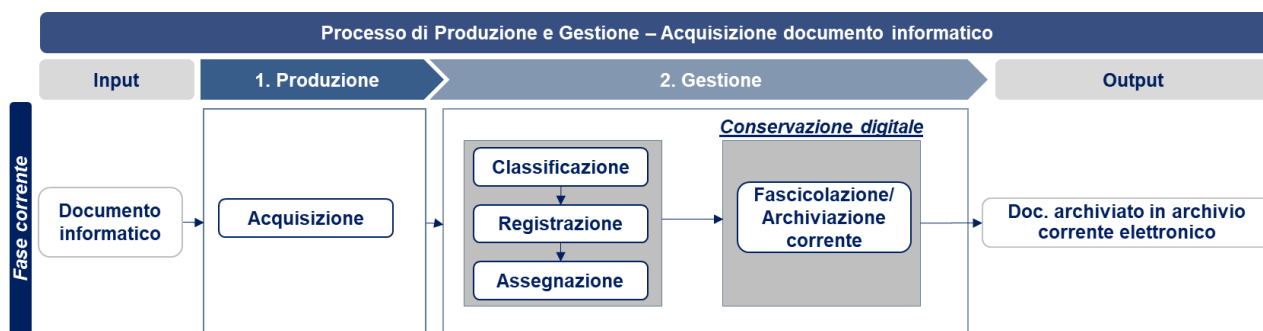 Processo di Produzione e Gestione – Acquisizione documento informatico
Input
1. Produzione
2. Gestione
Output
Fase corrente
Documento
informatico
Acquisizione
Classificazione
Registrazione
Assegnazione
Conservazione digitale
Fascicolazione/
Archiviazione
corrente
Doc. archiviato in archivio
corrente elettronico